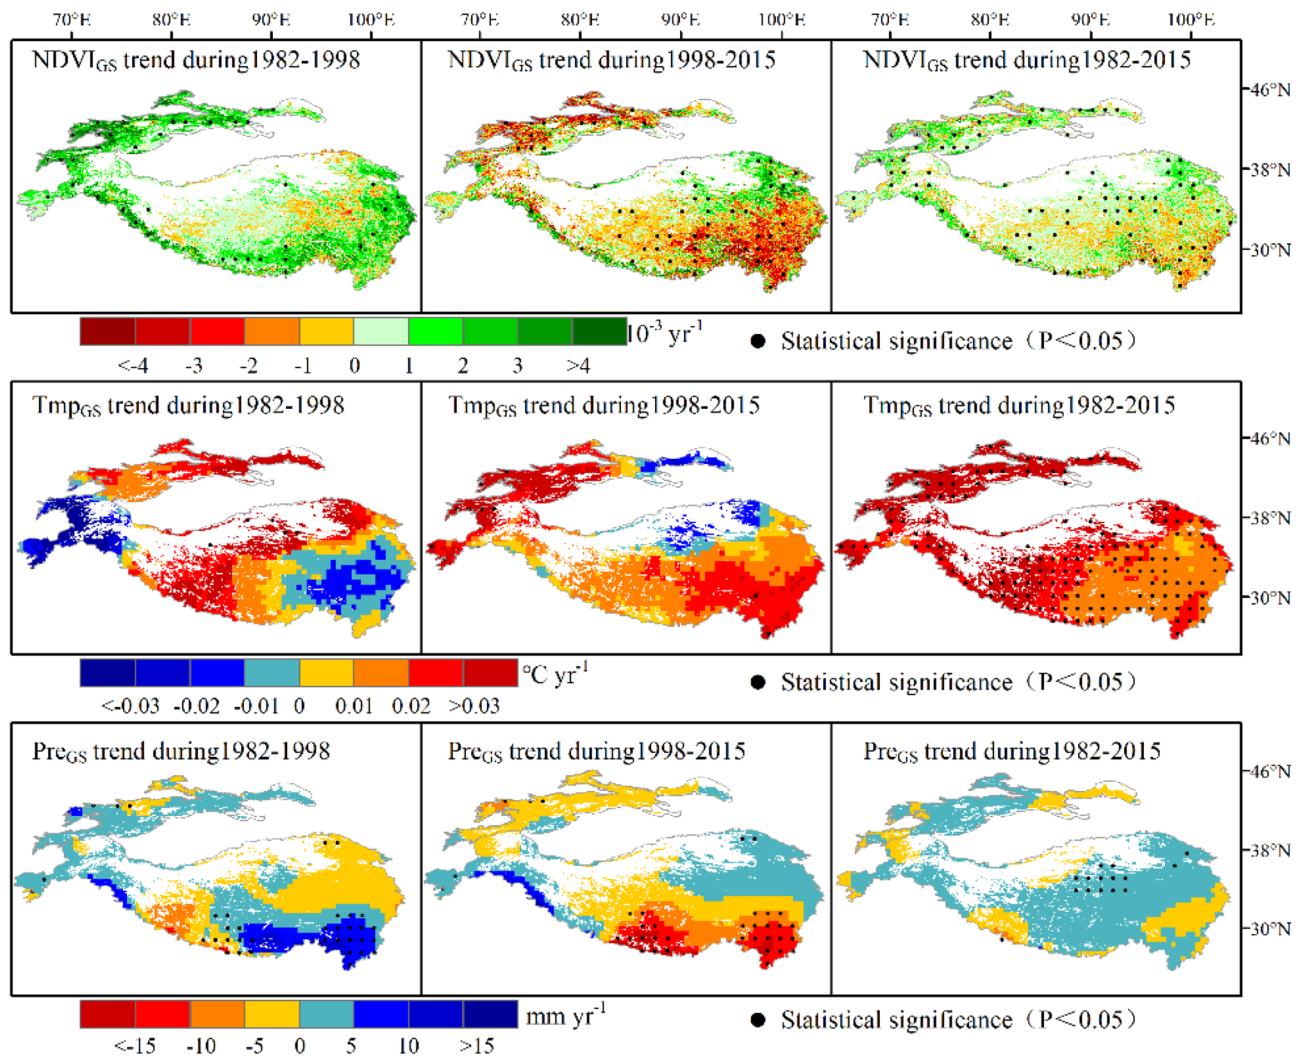 70°E 80°E 90°E 100°E 70°E 80°E 90°E 100°E 70°E 80°E 90°E 100°E
NDVIGS trend during1982-1998 NDVIGS trend during1998-2015 NDVIGS trend during1982-2015
46°N
38°N
30°N
10-3 yr-1
<-4 -3 -2 -1 0 1 2 3 >4
● Statistical significance（P＜0.05）
TmpGS trend during1982-1998 TmpGS trend during1998-2015 TmpGS trend during1982-2015
46°N
38°N
30°N
°C yr-1
<-0.03 -0.02 -0.01 0 0.01 0.02 >0.03
● Statistical significance（P＜0.05）
PreGS trend during1982-1998 PreGS trend during1998-2015 PreGS trend during1982-2015
46°N
38°N
30°N
mm yr-1
<-15 -10 -5 0 5 10 >15
● Statistical significance（P＜0.05）